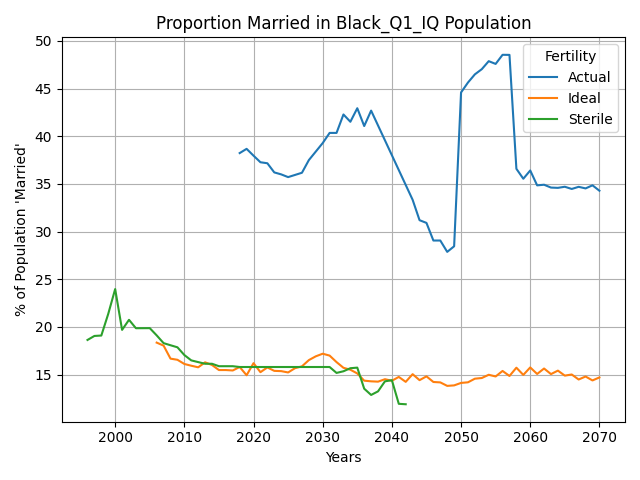 Proportion Married in Black_Q1_IQ Population
% of Population 'Married'
50
45
40
35
30
25
20
15
Fertility
Actual
Ideal
Sterile
2000 2010 2020 2030 2040 2050 2060 2070
Years